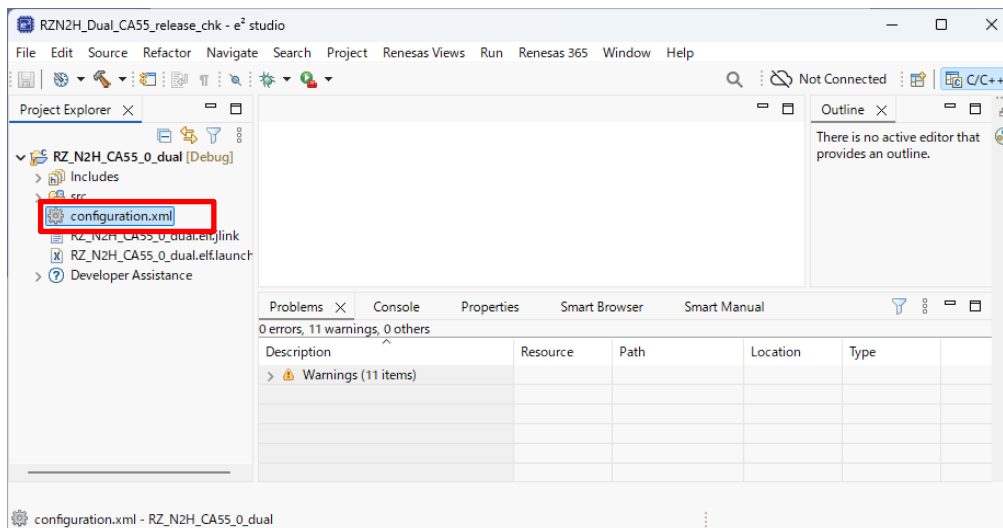 RZN2H_Dual_CA55_release_chk - e² studio
File Edit Source Refactor Navigate Search Project Renesas Views Run Renesas 365 Window Help
Not Connected
C/C++
Project Explorer
RZ_N2H_CA55_0_dual [Debug]
Includes
src
configuration.xml
RZ_N2H_CA55_0_dual.elf.jlink
RZ_N2H_CA55_0_dual.elf.launch
Developer Assistance
Outline
There is no active editor that
provides an outline.
Problems Console Properties Smart Browser Smart Manual
0 errors, 11 warnings, 0 others
Description Resource Path Location Type
Warnings (11 items)
configuration.xml - RZ_N2H_CA55_0_dual